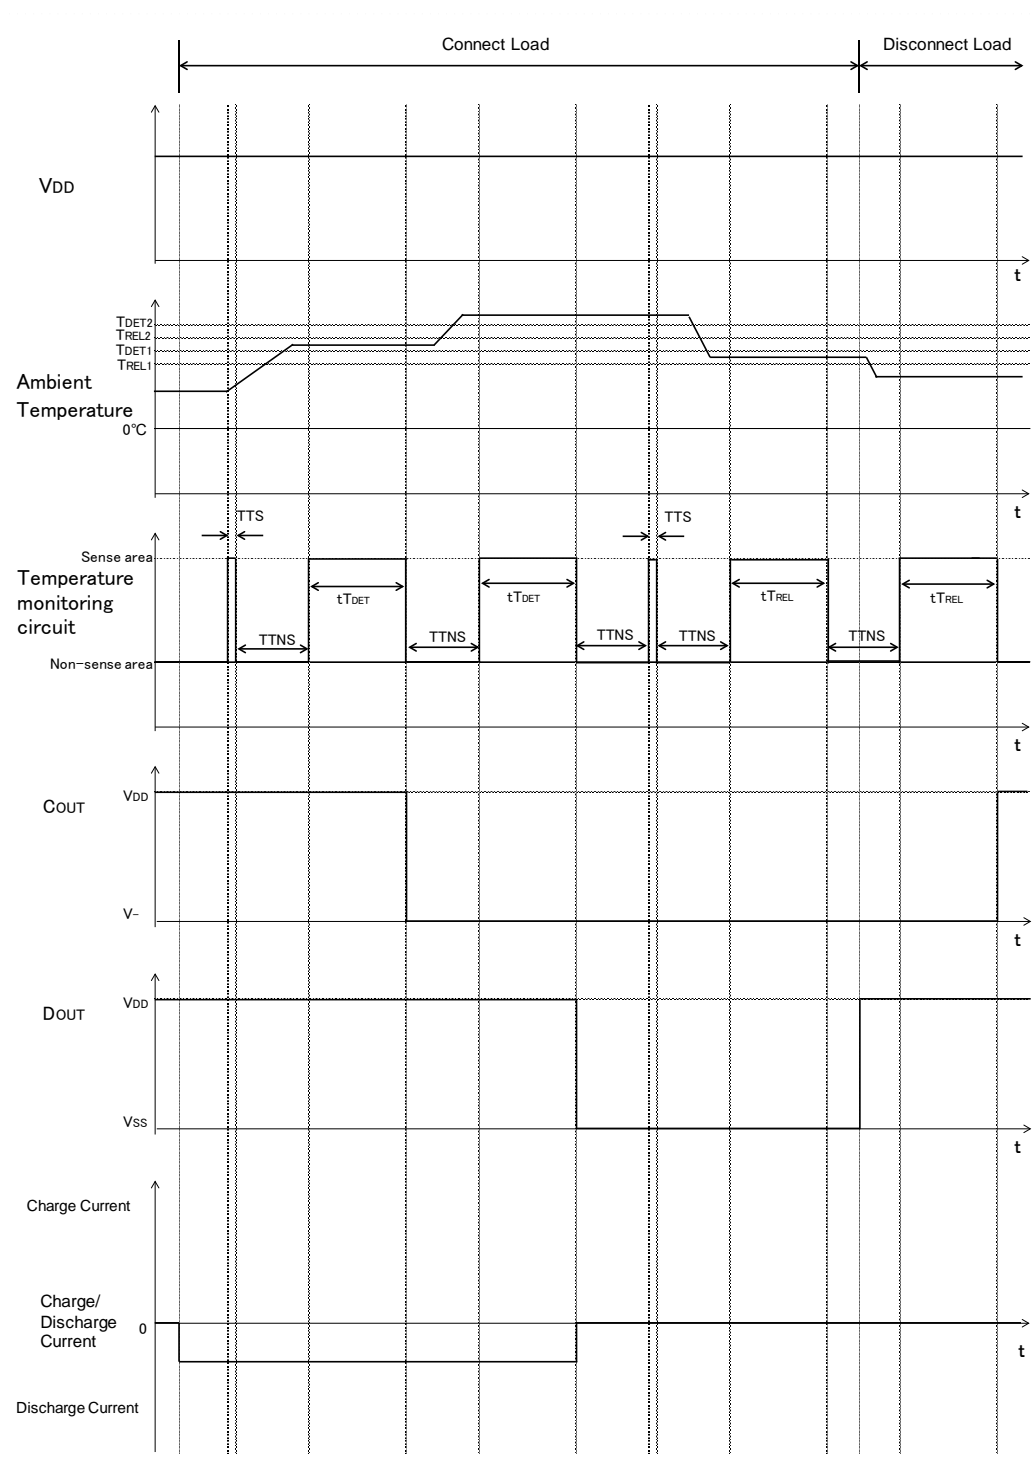 Connect Load
Disconnect Load
VDD
t
TDET2
TREL2
TDET1
TREL1
Ambient
Temperature
0℃
t
TTS
TTS
Sense area
Temperature
monitoring
circuit
tTDET
tTDET
tTREL
tTREL
TTNS
TTNS
TTNS
TTNS
TTNS
Non-sense area
t
COUT
VDD
V-
t
DOUT
VDD
VSS
t
Charge Current
Charge/
Discharge
Current
0
t
Discharge Current